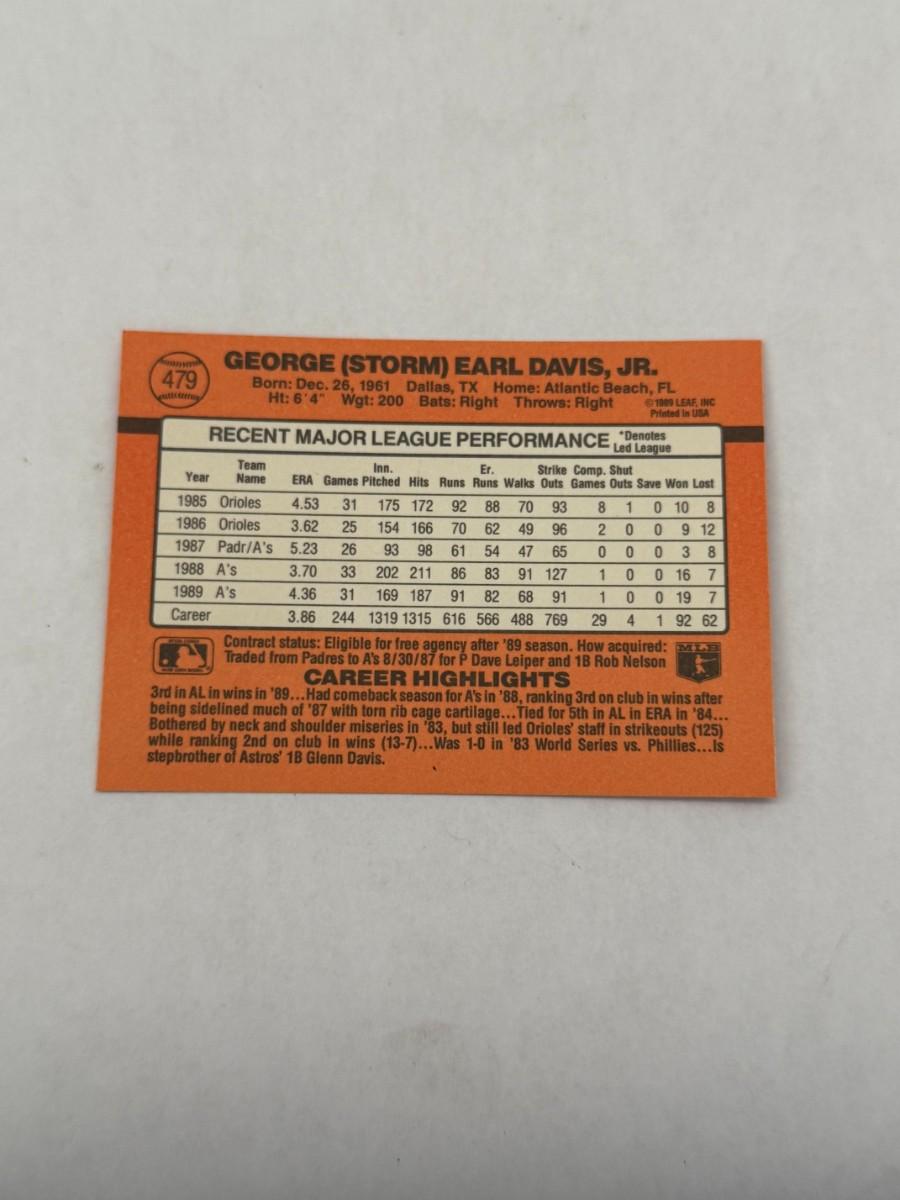 479
GEORGE (STORM) EARL DAVIS, JR.
Born: Dec. 26, 1961 Dallas, TX Home: Atlantic Beach, FL
Ht: 6'4" Wgt: 200 Bats: Right Throws: Right
©1989 LEAF, INC
Printed in USA
RECENT MAJOR LEAGUE PERFORMANCE *Denotes Led League
Year Team Name ERA Games Inn. Pitched Hits Runs Er. Runs Walks Strike Outs Comp. Games Shut Outs Save Won Lost
1985 Orioles 4.53 31 175 172 92 88 70 93 8 1 0 10 8
1986 Orioles 3.62 25 154 166 70 62 49 96 2 0 0 9 12
1987 Padr/A's 5.23 26 93 98 61 54 47 65 0 0 0 3 8
1988 A's 3.70 33 202 211 86 83 91 127 1 0 0 16 7
1989 A's 4.36 31 169 187 91 82 68 91 1 0 0 19 7
Career 3.86 244 1319 1315 616 566 488 769 29 4 1 92 62
Contract status: Eligible for free agency after '89 season. How acquired:
Traded from Padres to A's 8/30/87 for P Dave Leiper and 1B Rob Nelson
MLB
CAREER HIGHLIGHTS
3rd in AL in wins in '89...Had comeback season for A's in '88, ranking 3rd on club in wins after
being sidelined much of '87 with torn rib cage cartilage...Tied for 5th in AL in ERA in '84...
Bothered by neck and shoulder miseries in '83, but still led Orioles' staff in strikeouts (125)
while ranking 2nd on club in wins (13-7)...Was 1-0 in '83 World Series vs. Phillies...Is
stepbrother of Astros' 1B Glenn Davis.